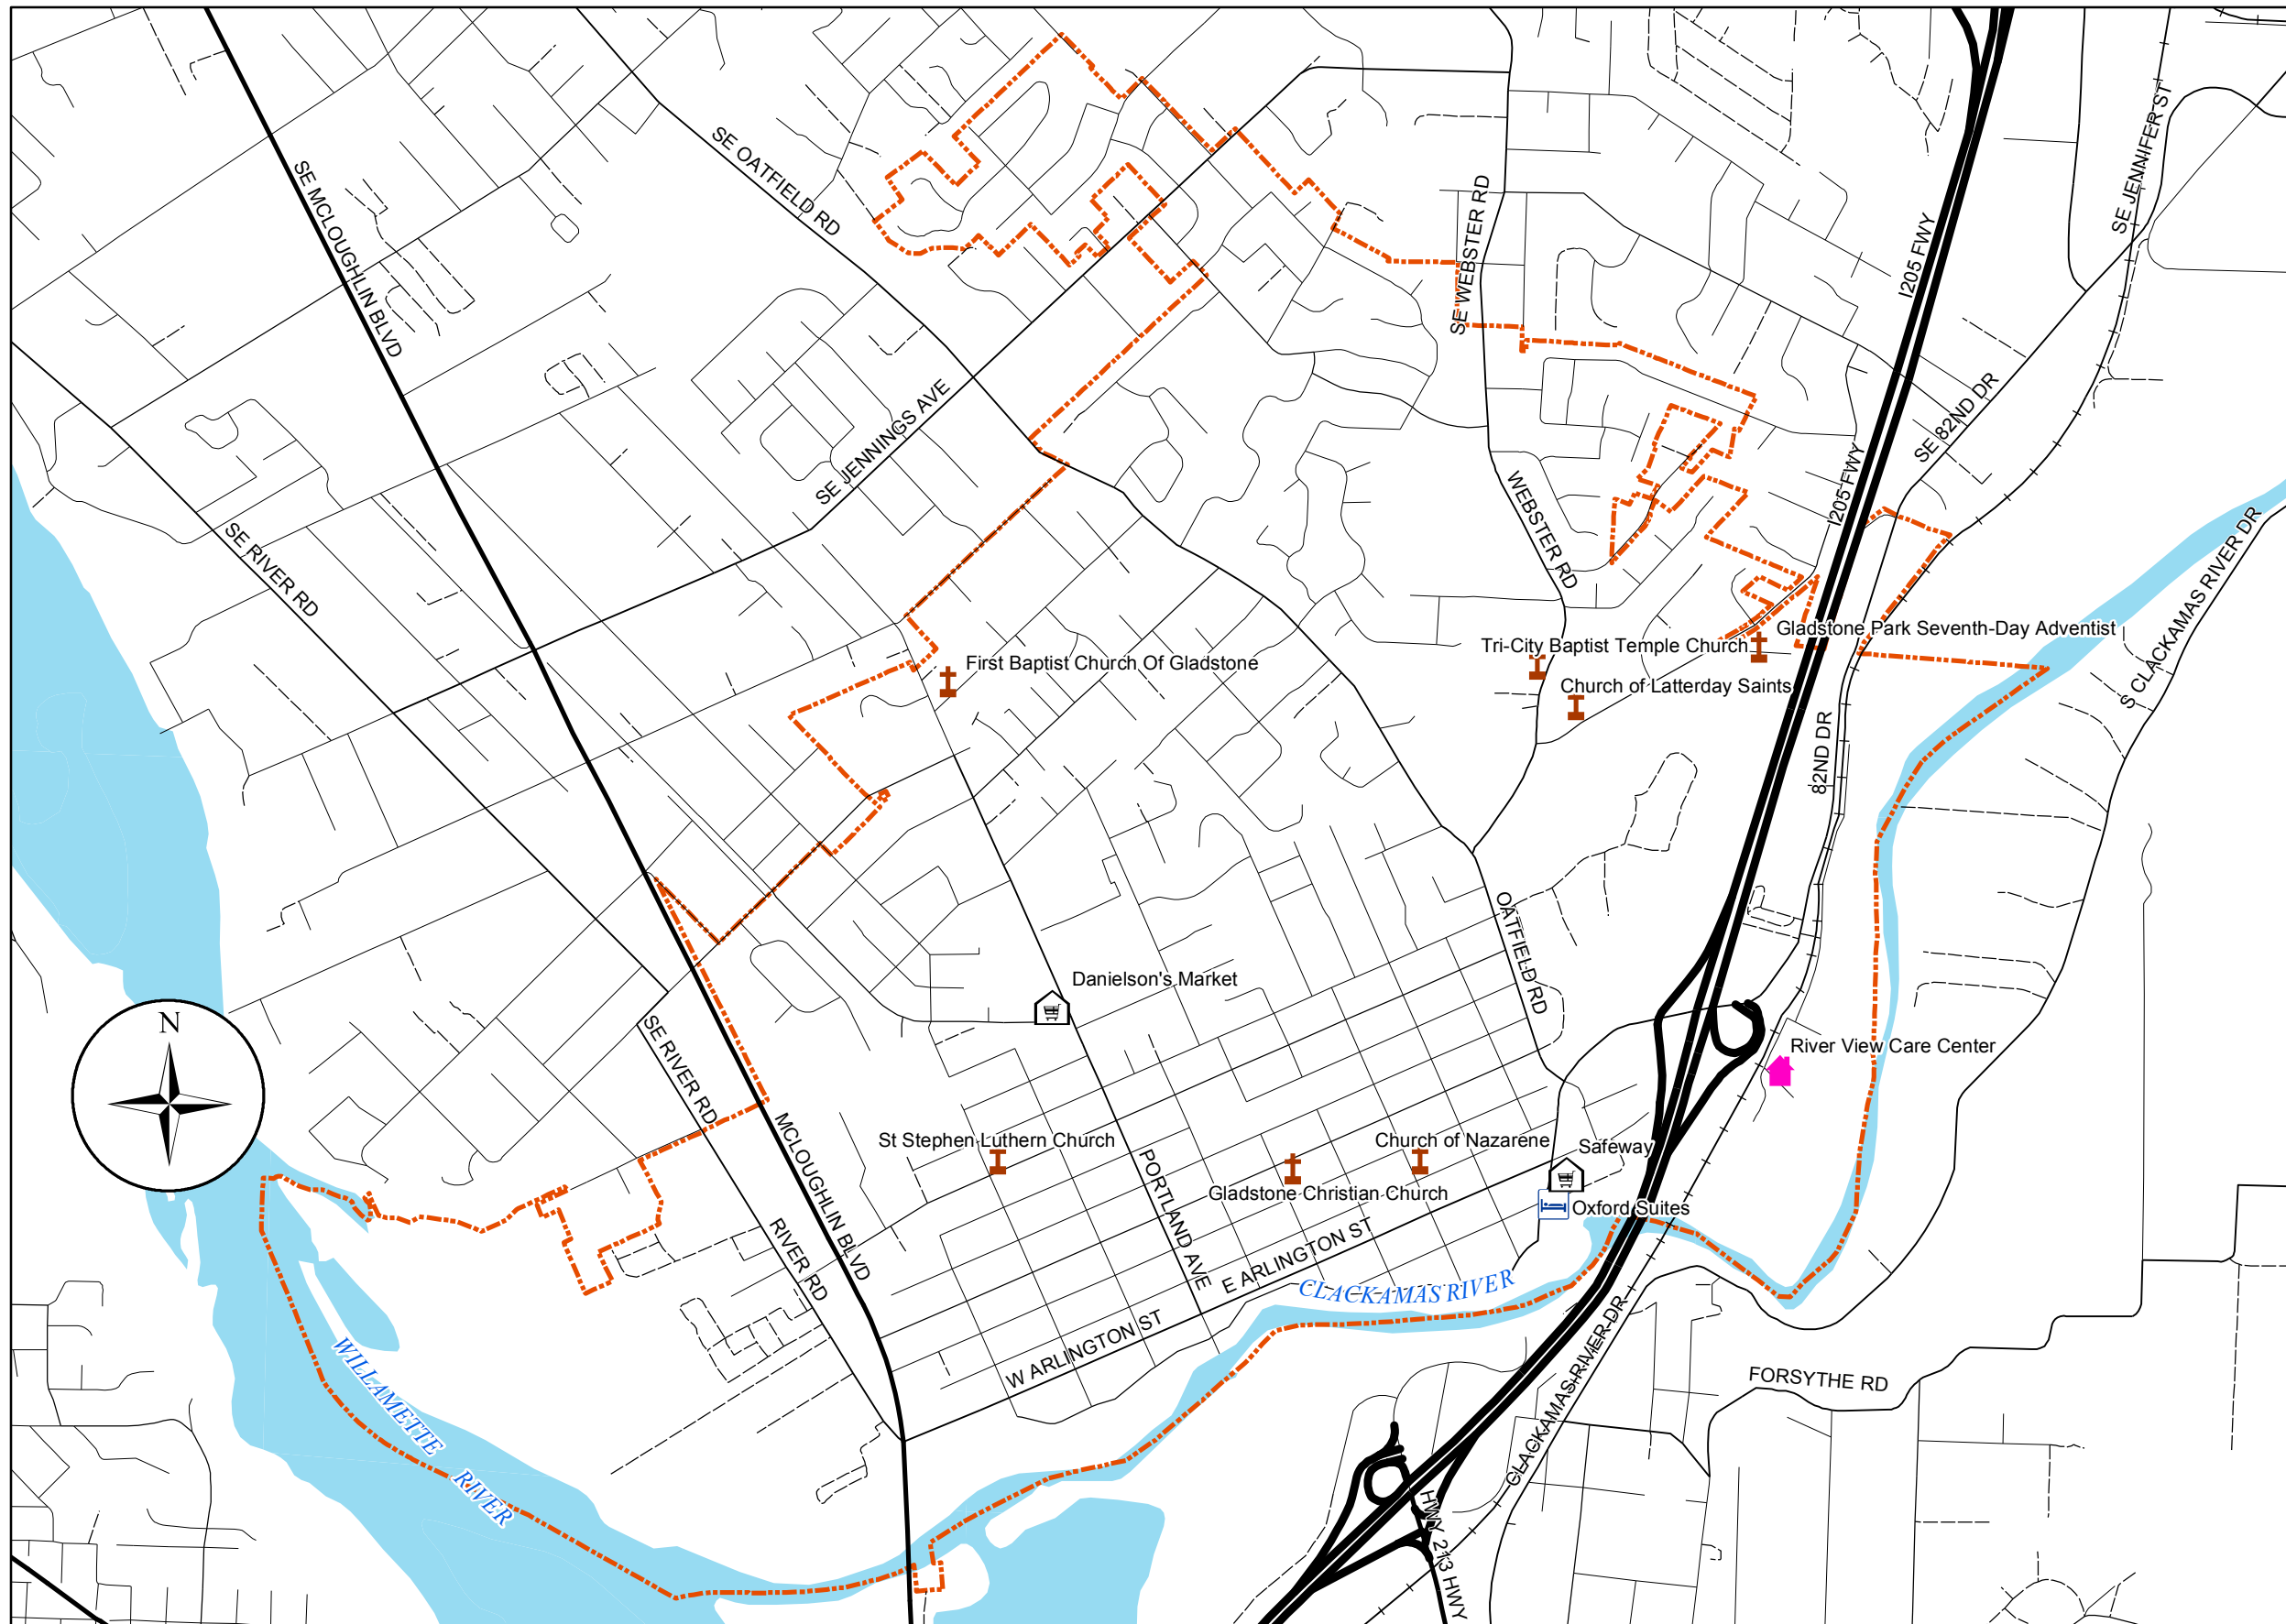 SE OATFIELD RD
SE MCLOUGHLIN BLVD
SE JENNIFER ST
SE WEBSTER RD
I205 FWY
SE 82ND DR
SE JENNINGS AVE
I205 FWY
WEBSTER RD
SE RIVER RD
S CLACKAMAS RIVER DR
Gladstone Park Seventh-Day Adventist
Tri-City Baptist Temple Church
First Baptist Church Of Gladstone
Church of Latterday Saints
82ND DR
OATFIELD RD
Danielson's Market
N
SE RIVER RD
River View Care Center
St Stephen Luthern Church
Church of Nazarene
Safeway
MCLOUGHLIN BLVD
PORTLAND AVE
Gladstone Christian Church
Oxford Suites
RIVER RD
E ARLINGTON ST
CLACKAMAS RIVER
W ARLINGTON ST
WILLAMETTE
RIVER
CLACKAMAS RIVER DR
FORSYTHE RD
HWY 213 HWY